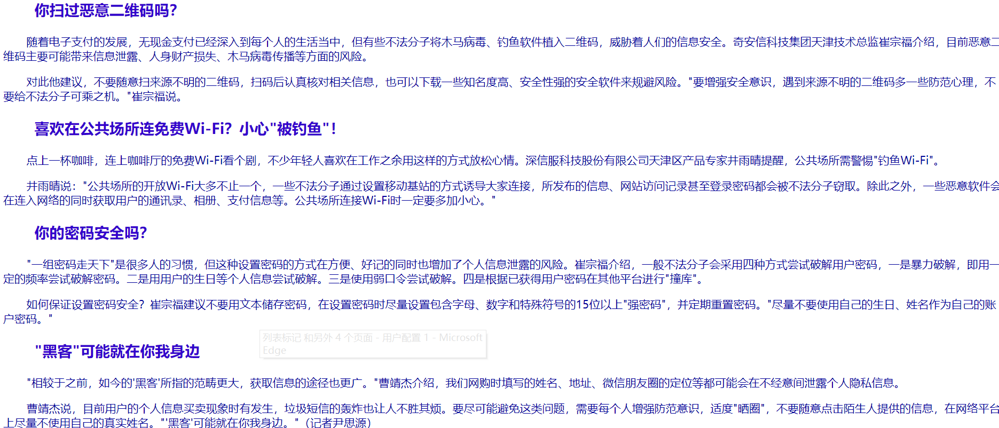 你扫过恶意二维码吗？
随着电子支付的发展，无现金支付已经深入到每个人的生活当中，但有些不法分子将木马病毒、钓鱼软件植入二维码，威胁着人们的信息安全。奇安信科技集团天津技术总监崔宗福介绍，目前恶意二
维码主要可能带来信息泄露、人身财产损失、木马病毒传播等方面的风险。
对此他建议，不要随意扫来源不明的二维码，扫码后认真核对相关信息，也可以下载一些知名度高、安全性强的安全软件来规避风险。"要增强安全意识，遇到来源不明的二维码多一些防范心理，不
要给不法分子可乘之机。"崔宗福说。
喜欢在公共场所连免费Wi-Fi？小心"被钓鱼"！
点上一杯咖啡，连上咖啡厅的免费Wi-Fi看个剧，不少年轻人喜欢在工作之余用这样的方式放松心情。深信服科技股份有限公司天津区产品专家井雨晴提醒，公共场所需警惕"钓鱼Wi-Fi"。
井雨晴说："公共场所的开放Wi-Fi大多不止一个，一些不法分子通过设置移动基站的方式诱导大家连接，所发布的信息、网站访问记录甚至登录密码都会被不法分子窃取。除此之外，一些恶意软件会
在连入网络的同时获取用户的通讯录、相册、支付信息等。公共场所连接Wi-Fi时一定要多加小心。"
你的密码安全吗？
"一组密码走天下"是很多人的习惯，但这种设置密码的方式在方便、好记的同时也增加了个人信息泄露的风险。崔宗福介绍，一般不法分子会采用四种方式尝试破解用户密码，一是暴力破解，即用一
定的频率尝试破解密码。二是用用户的生日等个人信息尝试破解。三是使用弱口令尝试破解。四是根据已获得用户密码在其他平台进行"撞库"。
如何保证设置密码安全？崔宗福建议不要用文本储存密码，在设置密码时尽量设置包含字母、数字和特殊符号的15位以上"强密码"，并定期重置密码。"尽量不要使用自己的生日、姓名作为自己的账
户密码。"
列表标记 和另外 4 个页面 - 用户配置 1 - Microsoft
Edge
"黑客"可能就在你我身边
"相较于之前，如今的'黑客'所指的范畴更大，获取信息的途径也更广。"曹靖杰介绍，我们网购时填写的姓名、地址、微信朋友圈的定位等都可能会在不经意间泄露个人隐私信息。
曹靖杰说，目前用户的个人信息买卖现象时有发生，垃圾短信的轰炸也让人不胜其烦。要尽可能避免这类问题，需要每个人增强防范意识，适度"晒圈"，不要随意点击陌生人提供的信息，在网络平台
上尽量不使用自己的真实姓名。"'黑客'可能就在你我身边。"（记者尹思源）